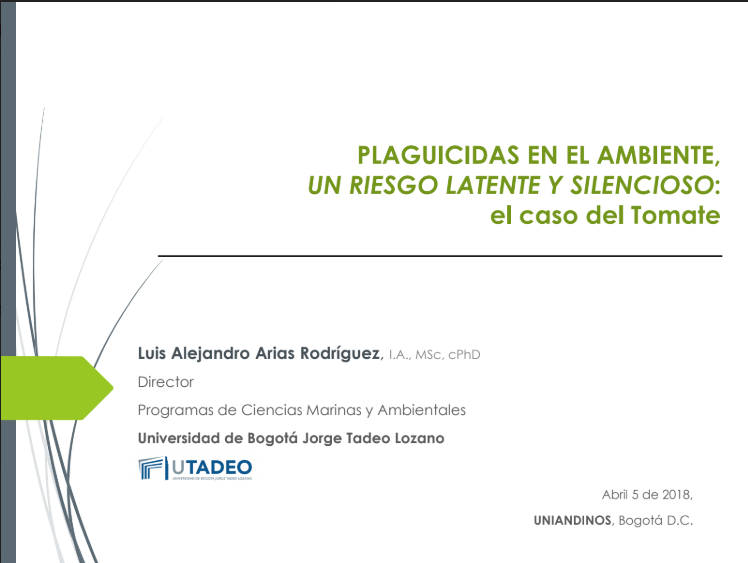 PLAGUICIDAS EN EL AMBIENTE,
UN RIESGO LATENTE Y SILENCIOSO:
el caso del Tomate
Luis Alejandro Arias Rodríguez, I.A., MSc, cPhD
Director
Programas de Ciencias Marinas y Ambientales
Universidad de Bogotá Jorge Tadeo Lozano
UTADEO
UNIVERSIDAD DE BOGOTÁ JORGE TADEO LOZANO
Abril 5 de 2018,
UNIANDINOS, Bogotá D.C.